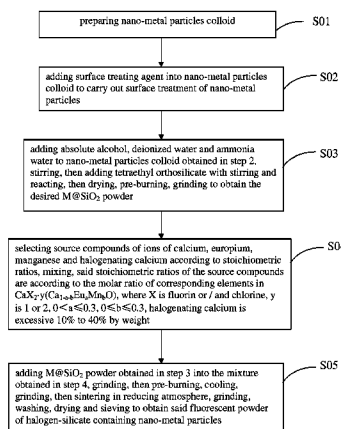 preparing nano-metal particles colloid
S01
adding surface treating agent into nano-metal particles
colloid to carry out surface treatment of nano-metal
particles
S02
adding absolute alcohol, deionized water and ammonia
water to nano-metal particles colloid obtained in step 2,
stirring, then adding tetraethyl orthosilicate with stirring and
reacting, then drying, pre-burning, grinding to obtain the
desired M@SiO₂ powder
S03
selecting source compounds of ions of calcium, europium,
manganese and halogenating calcium according to stoichiometric
ratios, mixing, said stoichiometric ratios of the source compounds
are according to the molar ratio of corresponding elements in
CaX₂·y(Ca₁₋ₐ₋bEuₐMnbO), where X is fluorin or / and chlorine, y
is 1 or 2, 0<a≤0.3, 0≤b≤0.3, halogenating calcium is
excessive 10% to 40% by weight
S0
adding M@SiO₂ powder obtained in step 3 into the mixture
obtained in step 4, grinding, then pre-burning, cooling,
grinding, then sintering in reducing atmosphere, grinding,
washing, drying and sieving to obtain said fluorescent powder
of halogen-silicate containing nano-metal particles
S05